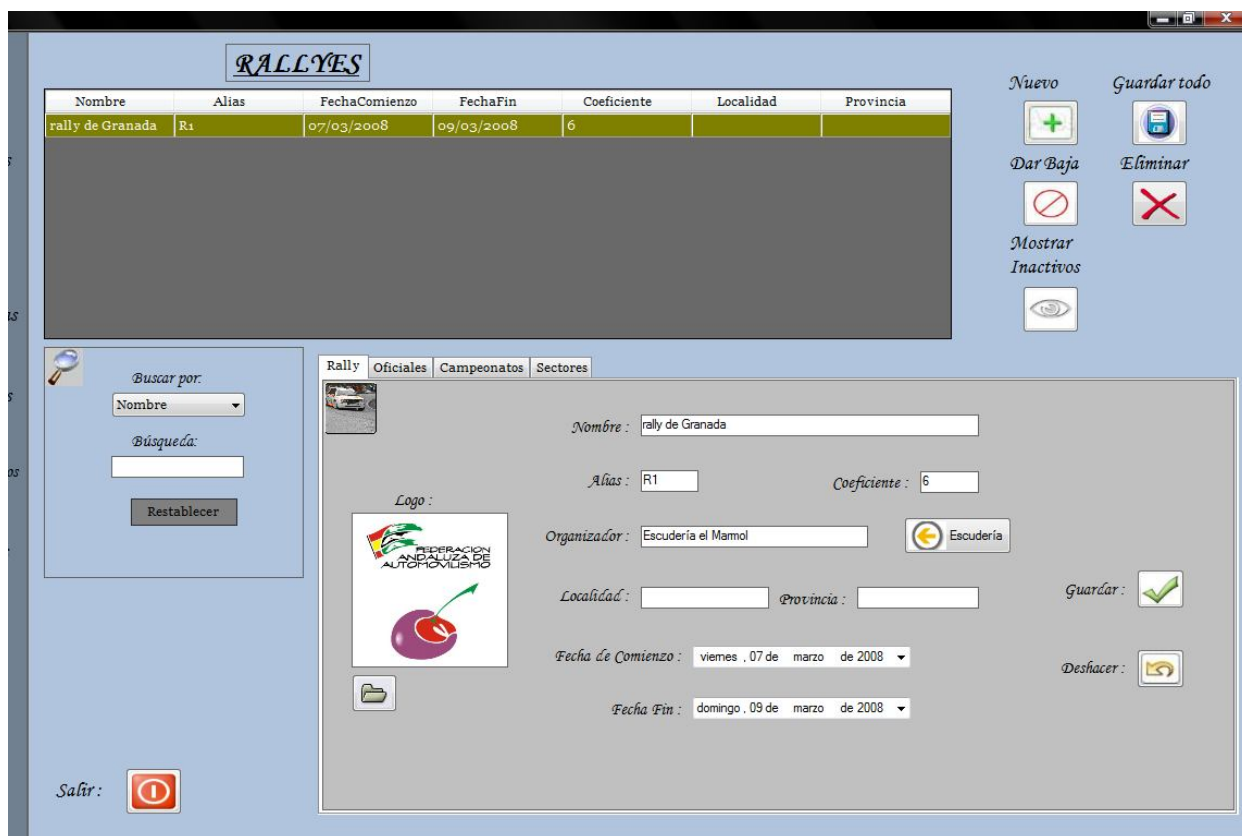 RALLYES
Nombre Alias FechaComienzo FechaFin Coeficiente Localidad Provincia
rally de Granada R1 07/03/2008 09/03/2008 6
Nuevo Guardar todo
Dar Baja Eliminar
Mostrar
Inactivos
Buscar por:
Nombre
Búsqueda:
Restablecer
Rally Oficiales Campeonatos Sectores
Nombre : rally de Granada
Alias : R1 Coeficiente : 6
Logo :
FEDERACION
ANDALUZA DE
AUTOMOVILISMO
Organizador : Escudería el Marmol Escudería
Localidad : Provincia :
Fecha de Comienzo : viernes , 07 de marzo de 2008
Fecha Fin : domingo , 09 de marzo de 2008
Guardar :
Deshacer :
Salir :